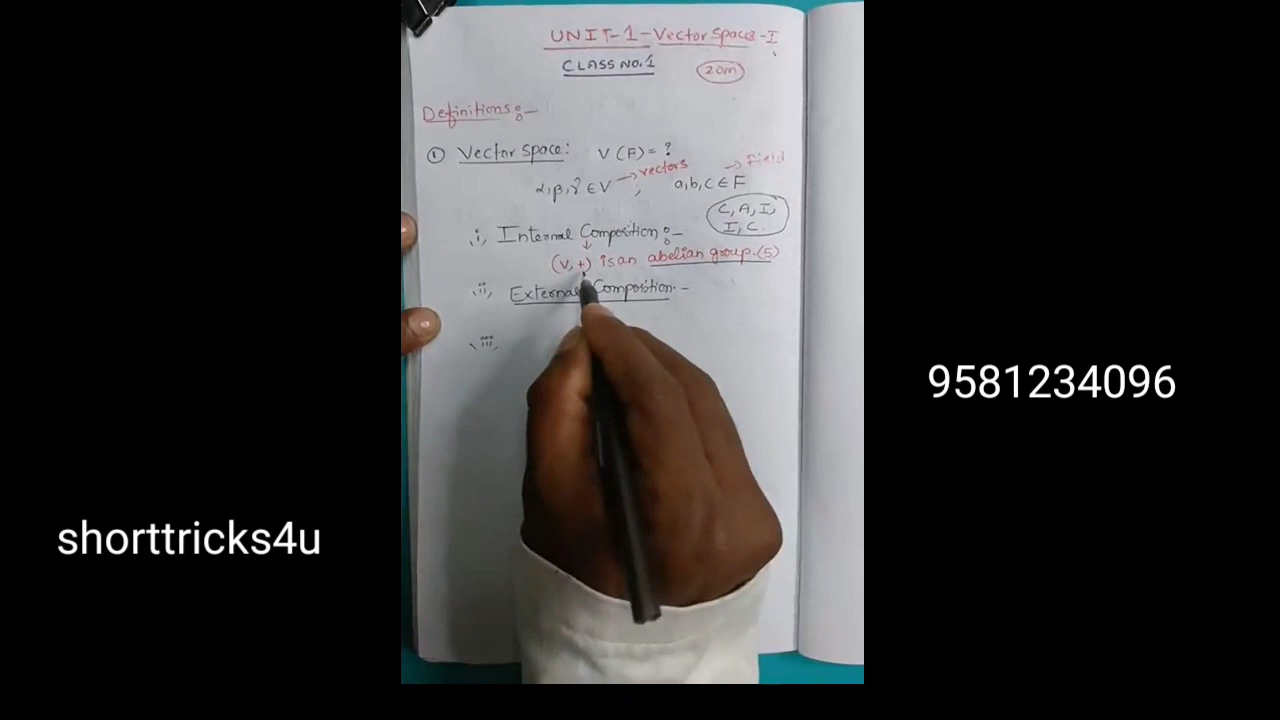 UNIT-1-Vector Spaces-I
CLASS NO.1
20m
Definitions:-
① Vector space: V(F)=?
→ vectors
→ Field
α,β,γ ∈ V , a,b,c ∈ F
C, A, I,
I, C.
i, Internal Composition:-
(V,+) is an abelian group.(5)
ii, External Composition:-
iii,
9581234096
shorttricks4u